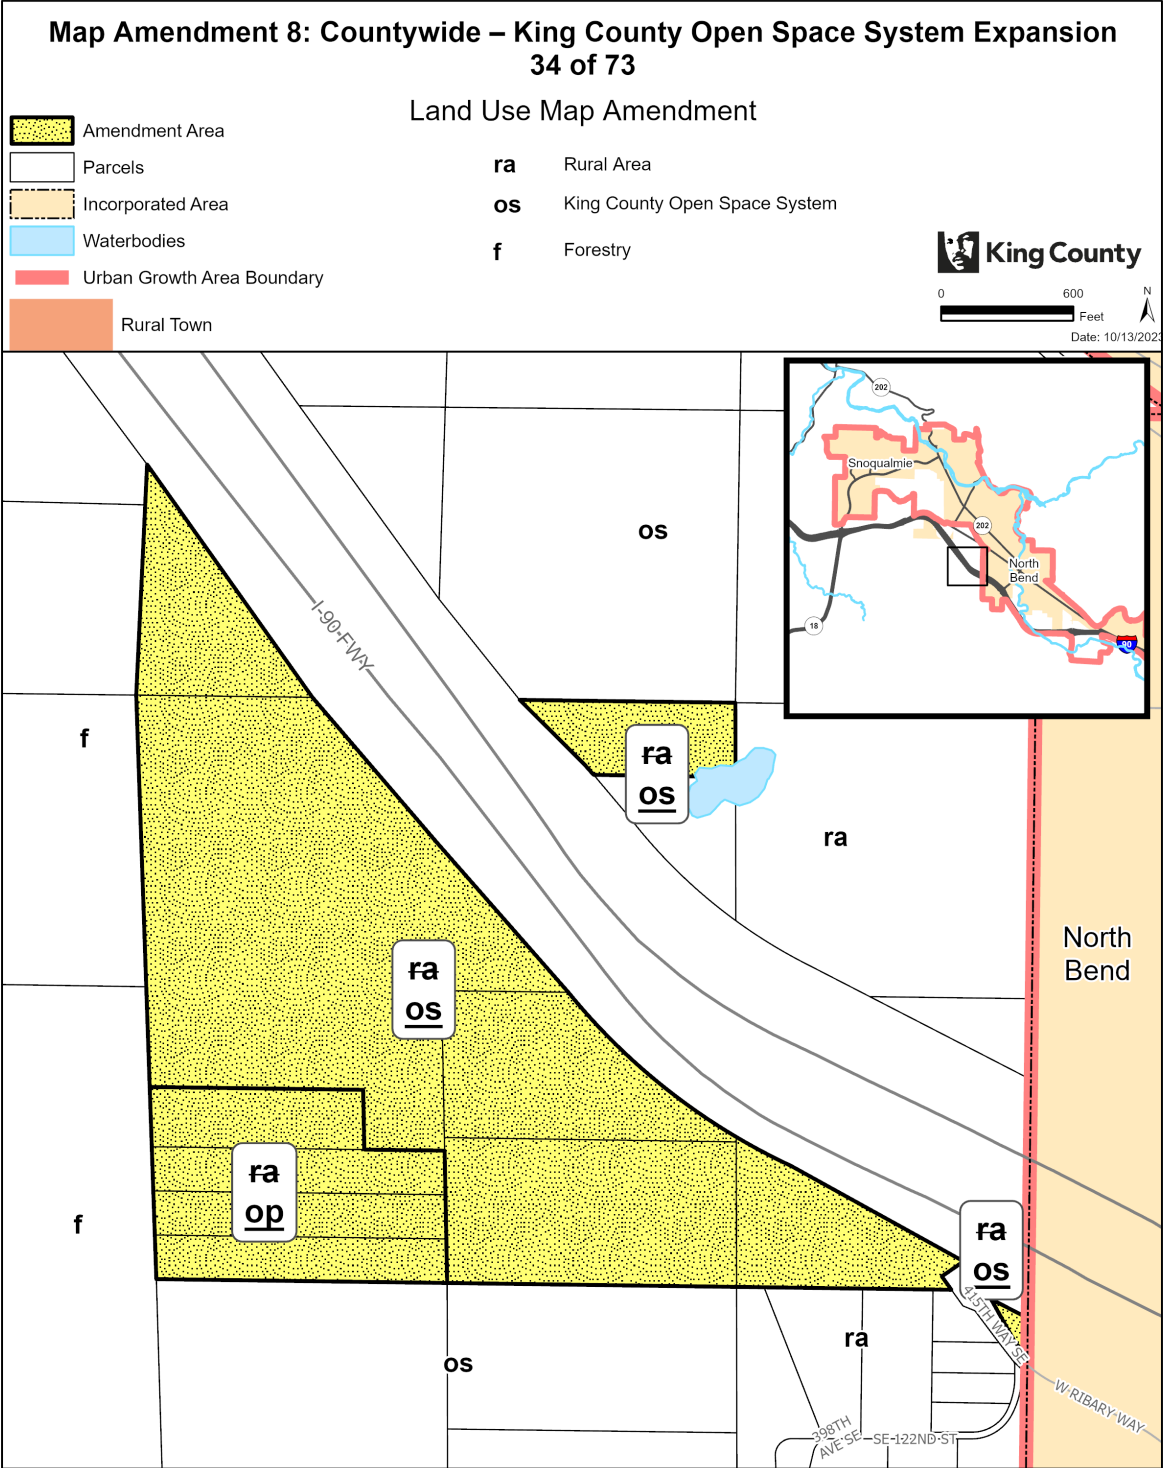 Map Amendment 8: Countywide – King County Open Space System Expansion
34 of 73
Land Use Map Amendment
Amendment Area
Parcels
Incorporated Area
Waterbodies
Urban Growth Area Boundary
Rural Town
ra Rural Area
os King County Open Space System
f Forestry
King County
0 600
Feet
N
Date: 10/13/2023
202
Snoqualmie
202
North
Bend
18
90
os
I-90 FWY
f
ra
os
ra
North
Bend
ra
os
ra
op
f
ra
os
415TH WAY SE
ra
os
W RIBARY WAY
398TH
AVE SE
SE 122ND ST